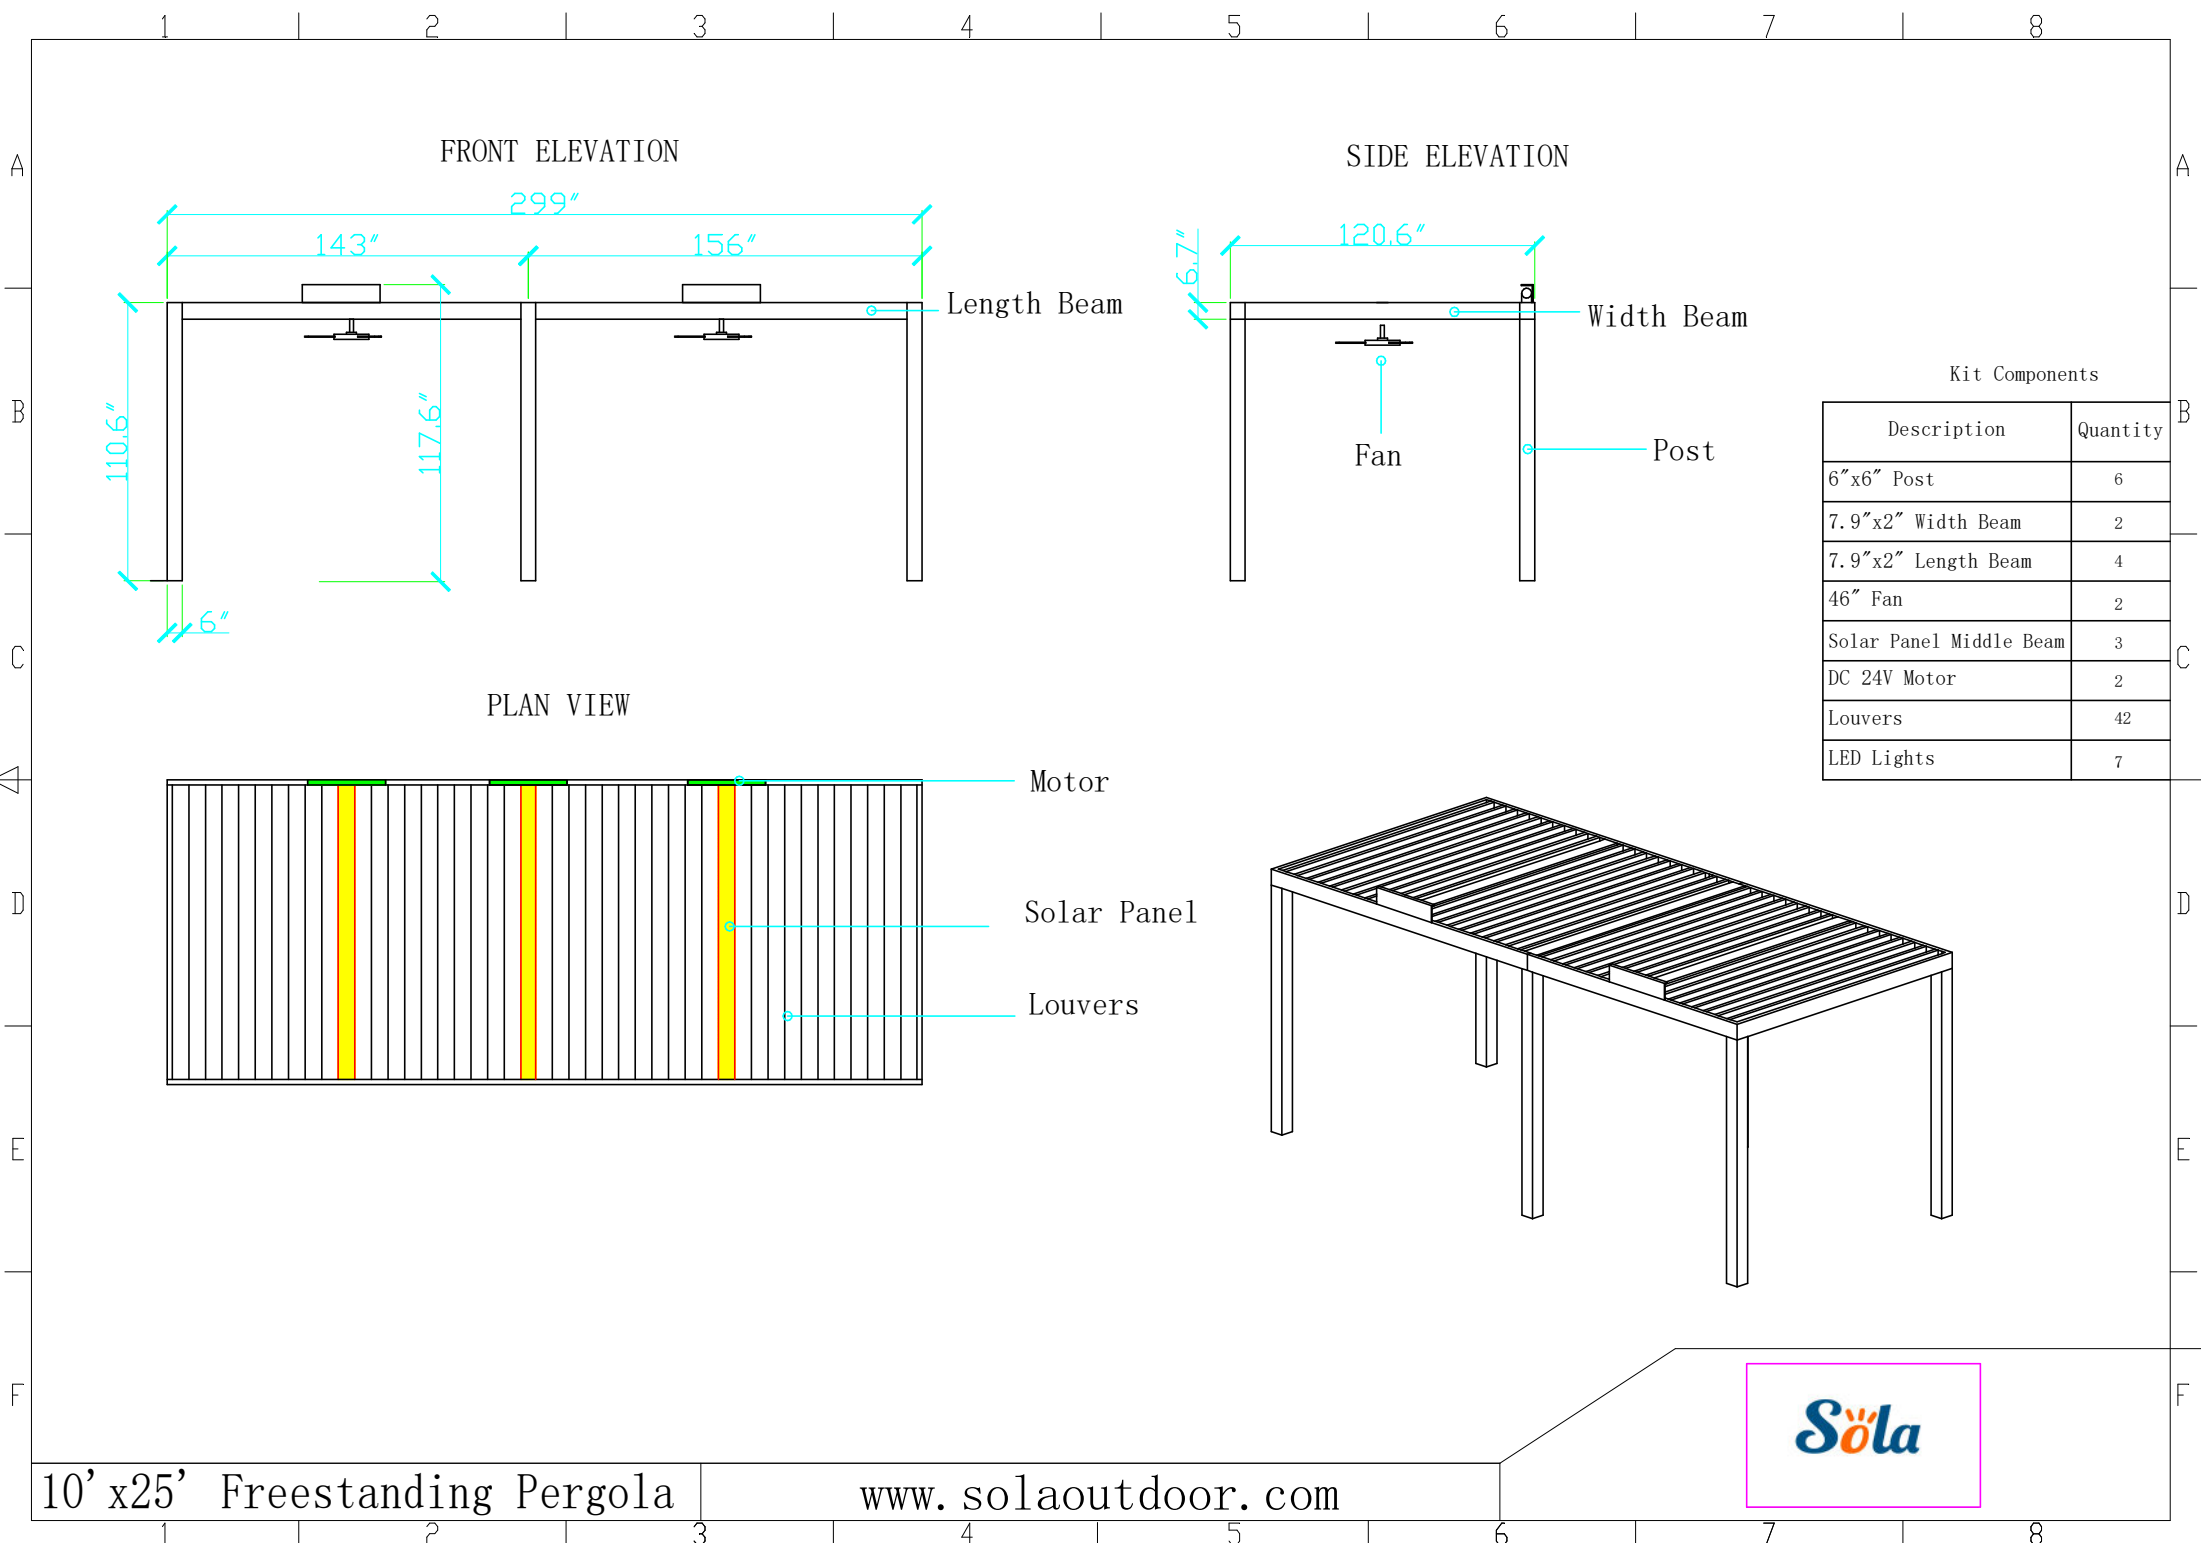 1 2 3 4 5 6 7 8
FRONT ELEVATION
SIDE ELEVATION
A A
299"
143" 156"
120.6"
6.7"
Length Beam
Width Beam
110.6"
117.6"
Fan
Post
B B
6"
Kit Components
Description Quantity
6"x6" Post 6
7.9"x2" Width Beam 2
7.9"x2" Length Beam 4
46" Fan 2
Solar Panel Middle Beam 3
DC 24V Motor 2
Louvers 42
LED Lights 7
C C
PLAN VIEW
Motor
Solar Panel
Louvers
D D
E E
F F
Sola
10'x25' Freestanding Pergola
www.solaoutdoor.com
1 2 3 4 5 6 7 8